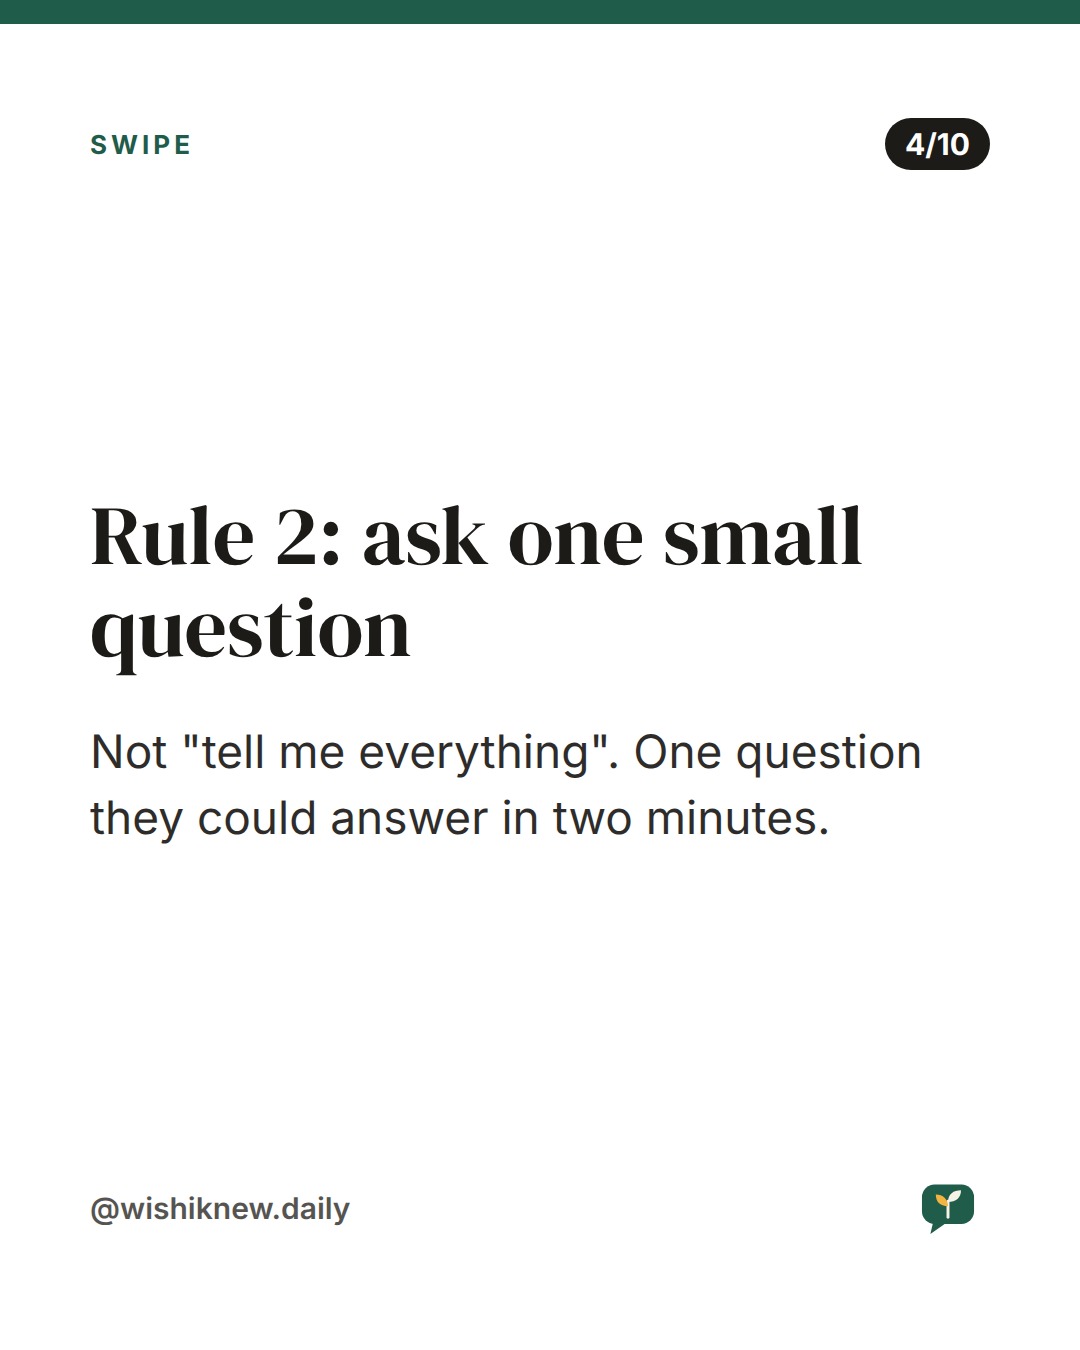 SWIPE
4/10
Rule 2: ask one small
question
Not "tell me everything". One question
they could answer in two minutes.
@wishiknew.daily